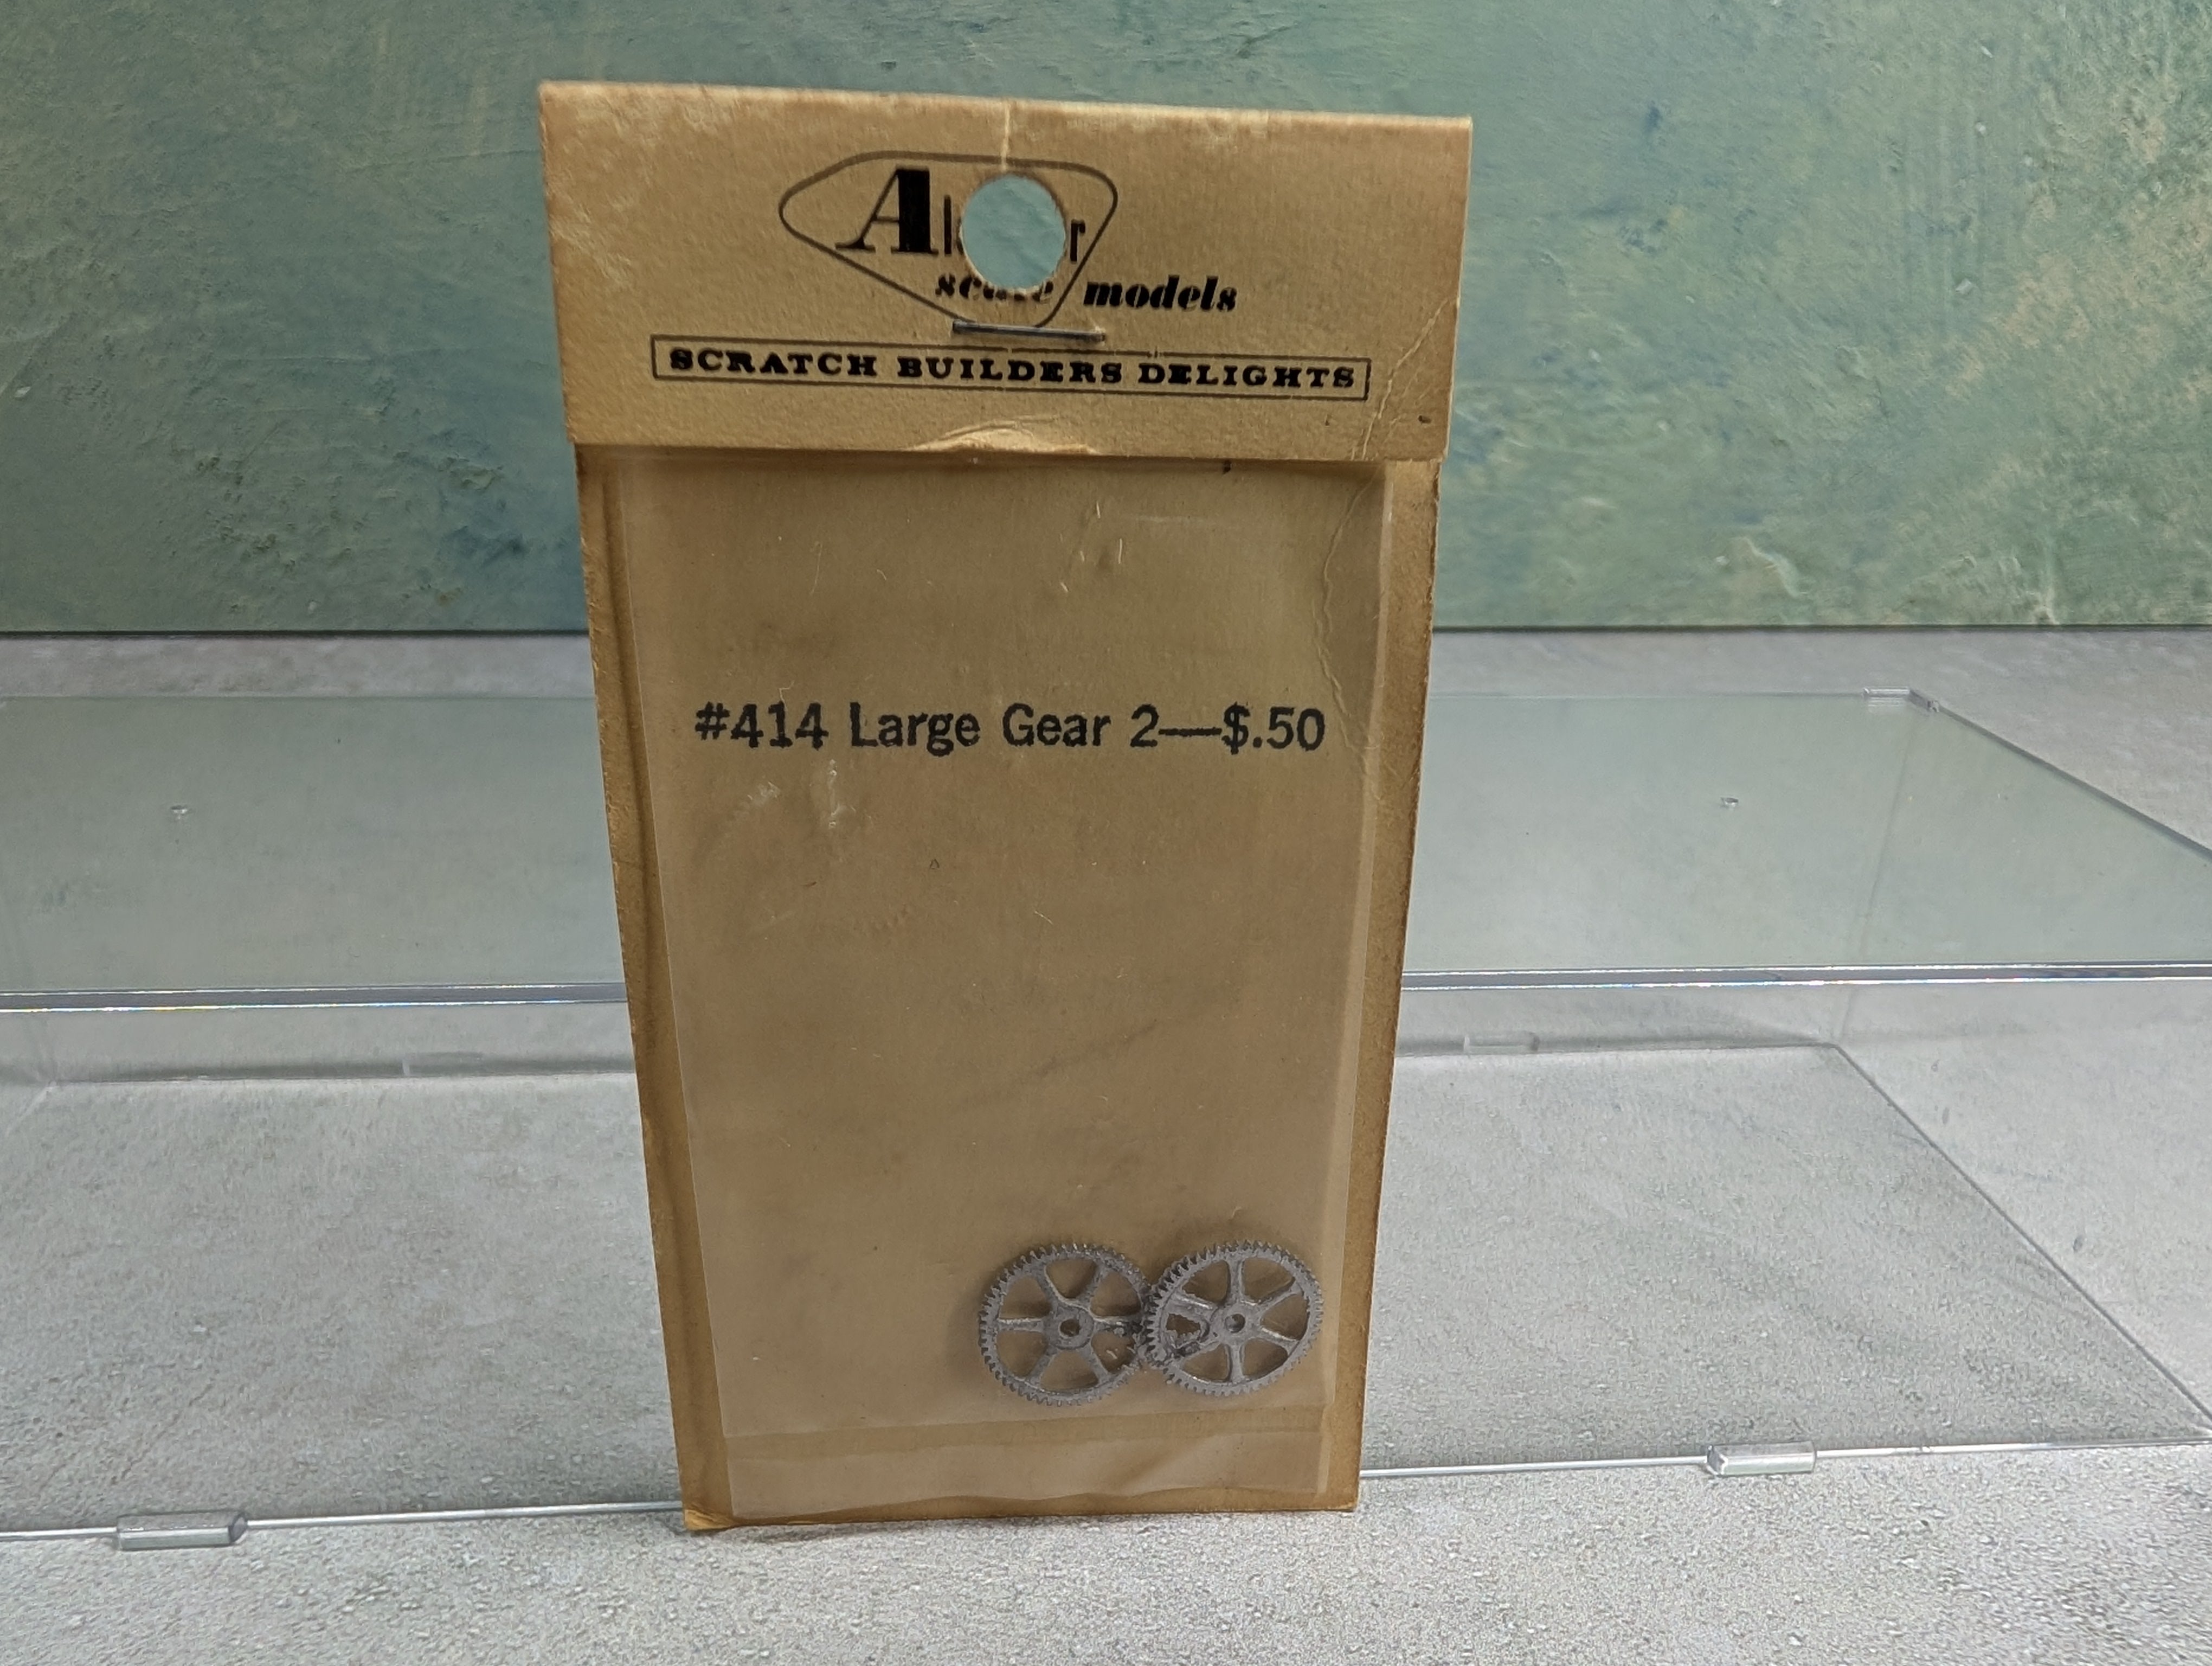 models
SCRATCH BUILDERS DELIGHTS
#414 Large Gear 2—$.50